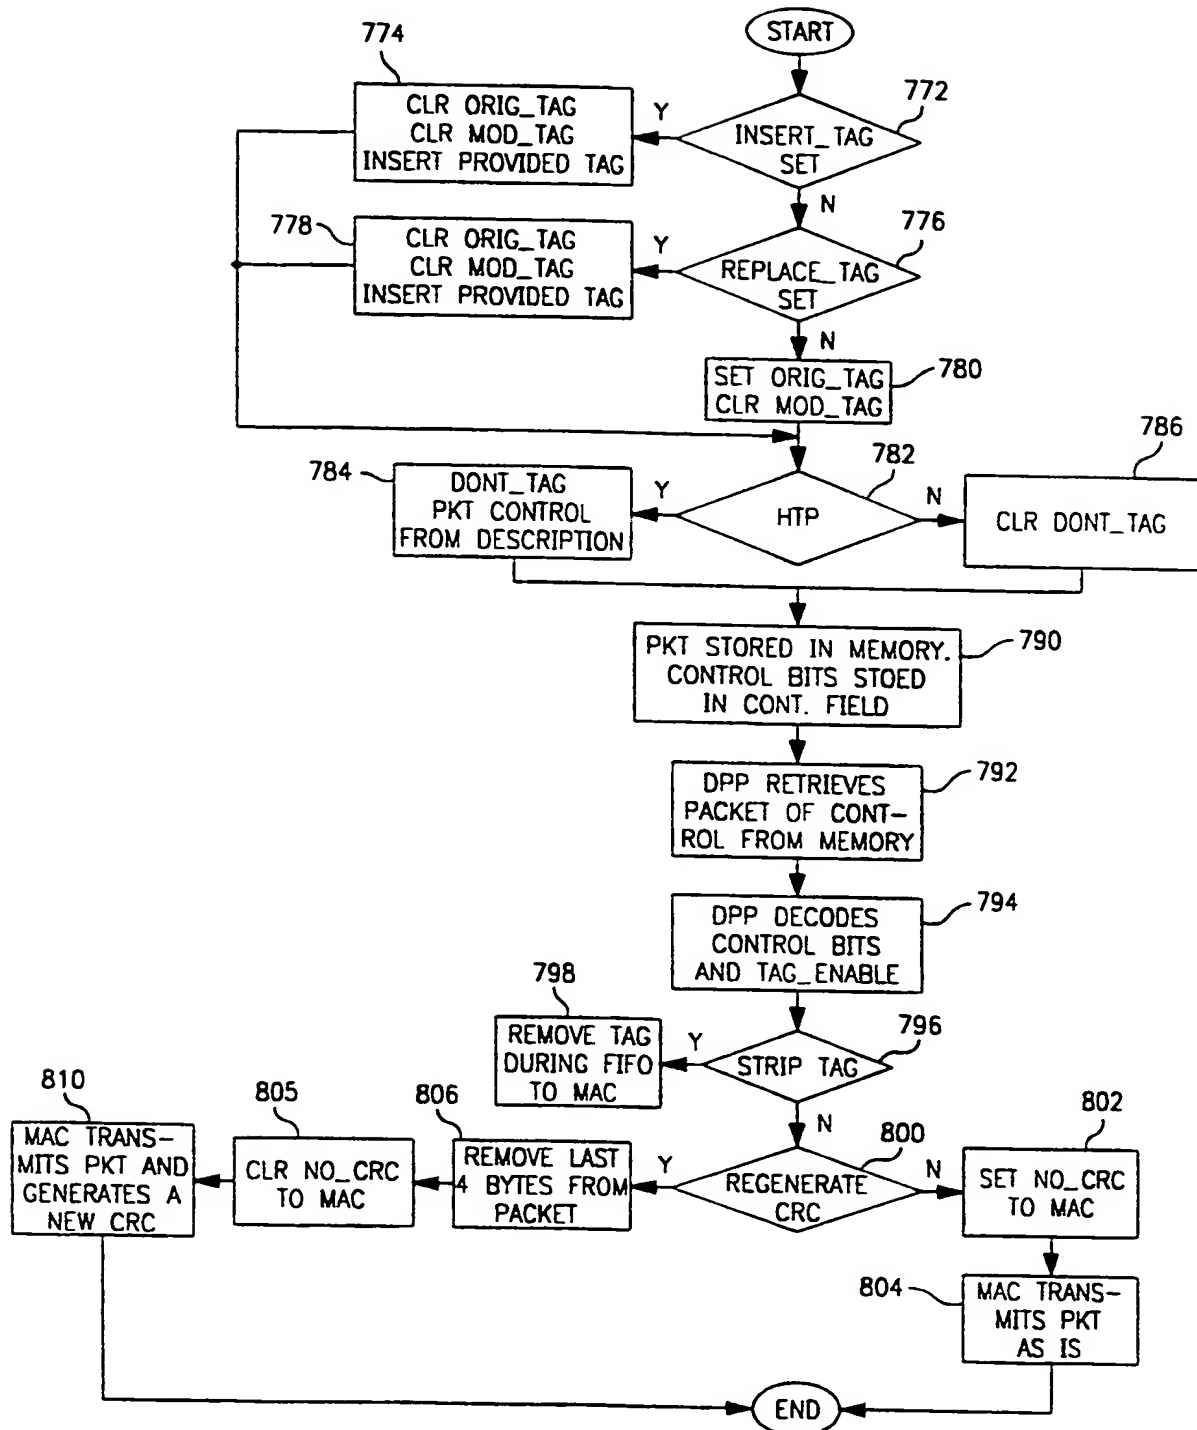 START
774
772
CLR ORIG_TAG
CLR MOD_TAG
INSERT PROVIDED TAG
Y
INSERT_TAG
SET
N
778
776
CLR ORIG_TAG
CLR MOD_TAG
INSERT PROVIDED TAG
Y
REPLACE_TAG
SET
N
780
SET ORIG_TAG
CLR MOD_TAG
786
784
782
DONT_TAG
PKT CONTROL
FROM DESCRIPTION
Y
HTP
N
CLR DONT_TAG
790
PKT STORED IN MEMORY.
CONTROL BITS STOED
IN CONT. FIELD
792
DPP RETRIEVES
PACKET OF CONT-
ROL FROM MEMORY
794
DPP DECODES
CONTROL BITS
AND TAG_ENABLE
798
796
REMOVE TAG
DURING FIFO
TO MAC
Y
STRIP TAG
N
810
805
806
800
802
MAC TRANS-
MITS PKT AND
GENERATES A
NEW CRC
CLR NO_CRC
TO MAC
REMOVE LAST
4 BYTES FROM
PACKET
Y
REGENERATE
CRC
N
SET NO_CRC
TO MAC
804
MAC TRANS-
MITS PKT
AS IS
END